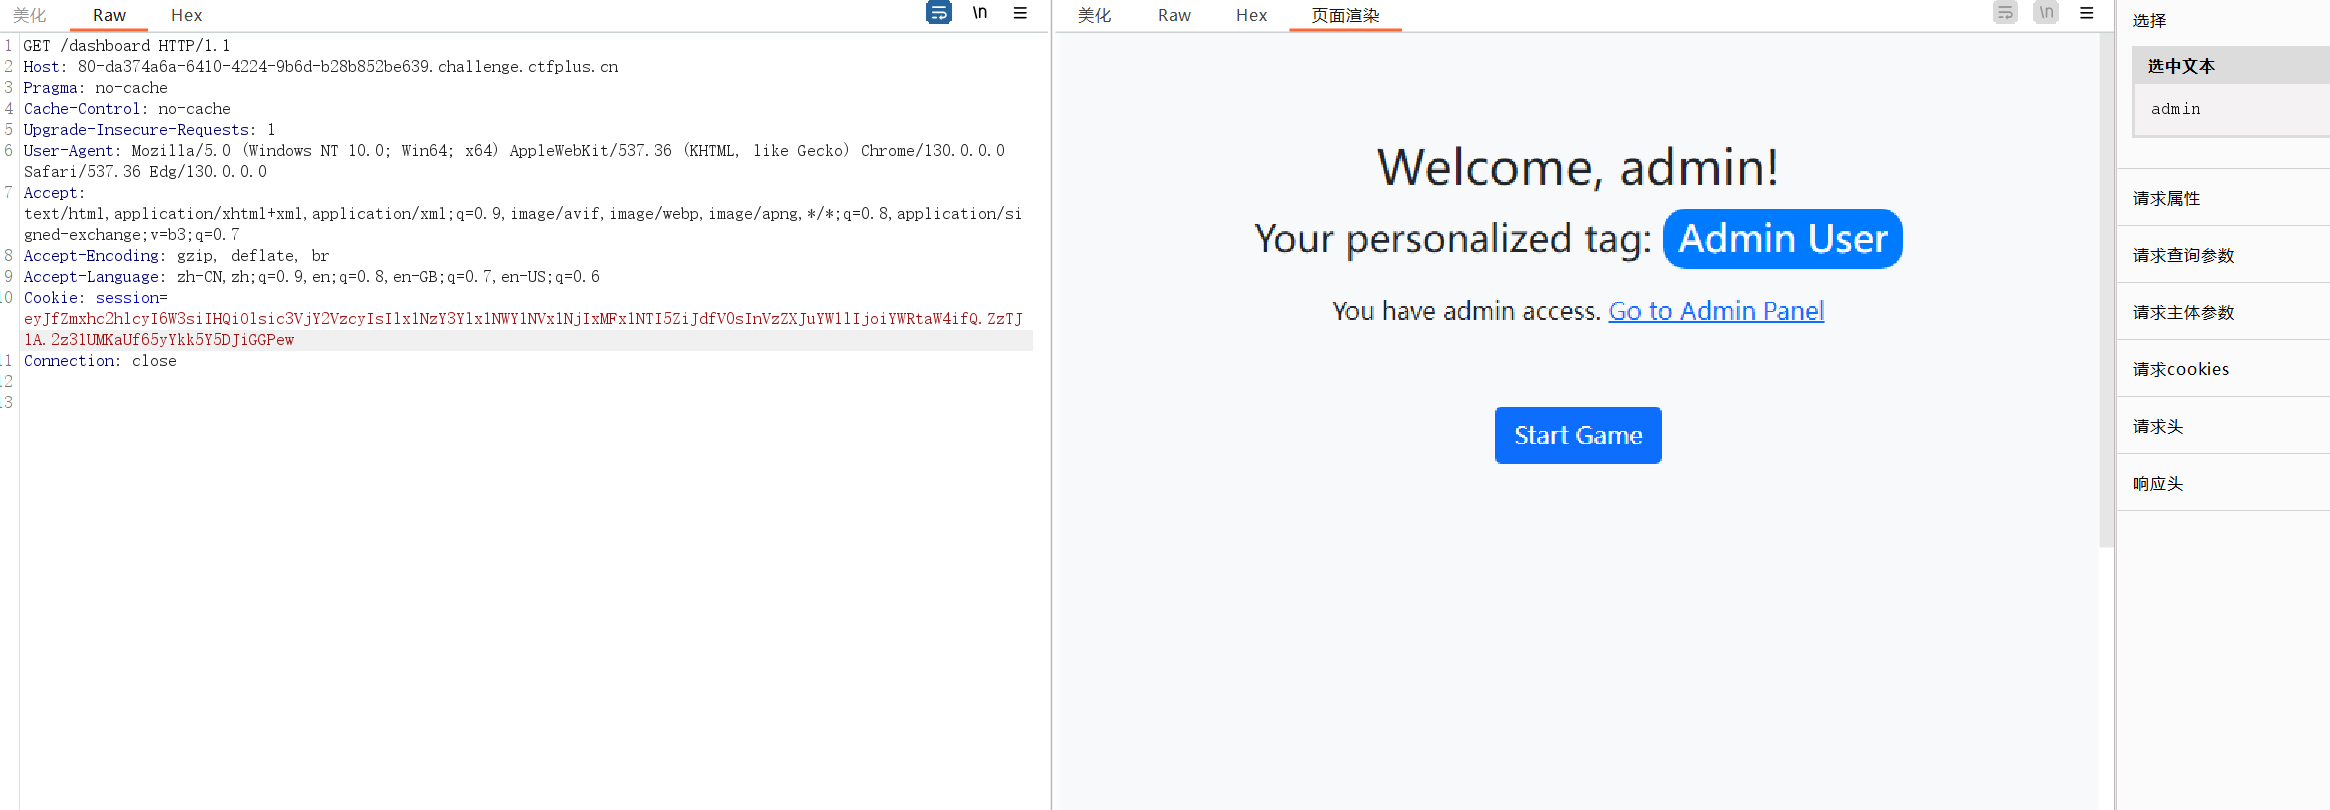 美化 Raw Hex \n
1 GET /dashboard HTTP/1.1
2 Host: 80-da374a6a-6410-4224-9b6d-b28b852be639.challenge.ctfplus.cn
3 Pragma: no-cache
4 Cache-Control: no-cache
5 Upgrade-Insecure-Requests: 1
6 User-Agent: Mozilla/5.0 (Windows NT 10.0; Win64; x64) AppleWebKit/537.36 (KHTML, like Gecko) Chrome/130.0.0.0
Safari/537.36 Edg/130.0.0.0
7 Accept:
text/html,application/xhtml+xml,application/xml;q=0.9,image/avif,image/webp,image/apng,*/*;q=0.8,application/si
gned-exchange;v=b3;q=0.7
8 Accept-Encoding: gzip, deflate, br
9 Accept-Language: zh-CN,zh;q=0.9,en;q=0.8,en-GB;q=0.7,en-US;q=0.6
10 Cookie: session=
eyJfZmxhc2hlcyI6W3siIHQiOlsic3VjY2VzcyIsIlx1NzY3Ylx1NWY1NVx1NjIxMFx1NTI5ZiJdfV0sInVzZXJuYW1lIjoiYWRtaW4ifQ.ZzTJ
1A.2z31UMKaUf65yYkk5Y5DJiGGPew
11 Connection: close
12
13
美化 Raw Hex 页面渲染 \n
Welcome, admin!
Your personalized tag: Admin User
You have admin access. Go to Admin Panel
Start Game
选择
选中文本
admin
请求属性
请求查询参数
请求主体参数
请求cookies
请求头
响应头